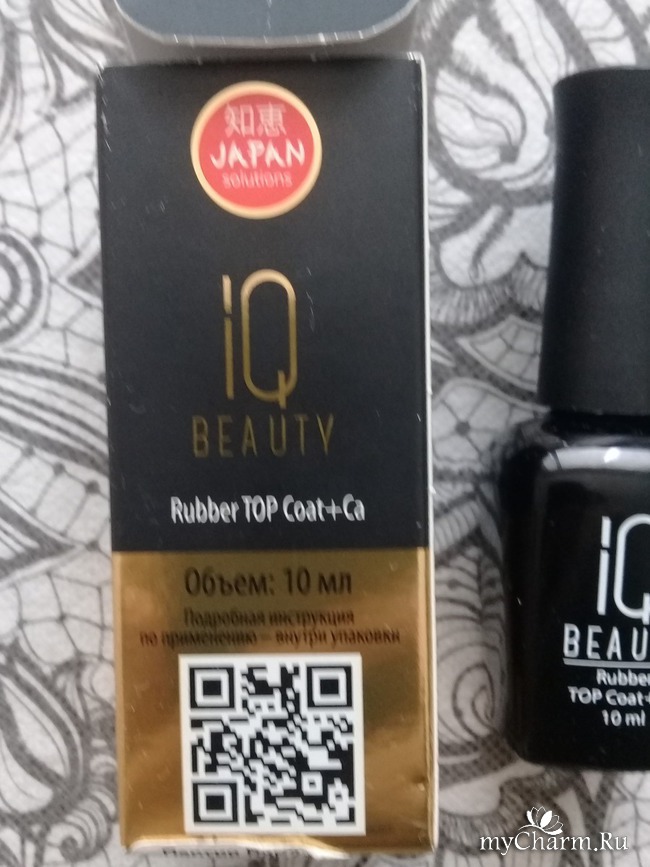 知恵
JAPAN
solutions
iQ
BEAUTY
Rubber TOP Coat+Ca
Объем: 10 мл
Подробная инструкция
по применению – внутри упаковки
iQ
BEAU
Rubber
TOP Coat+
10 ml
myCharm.Ru